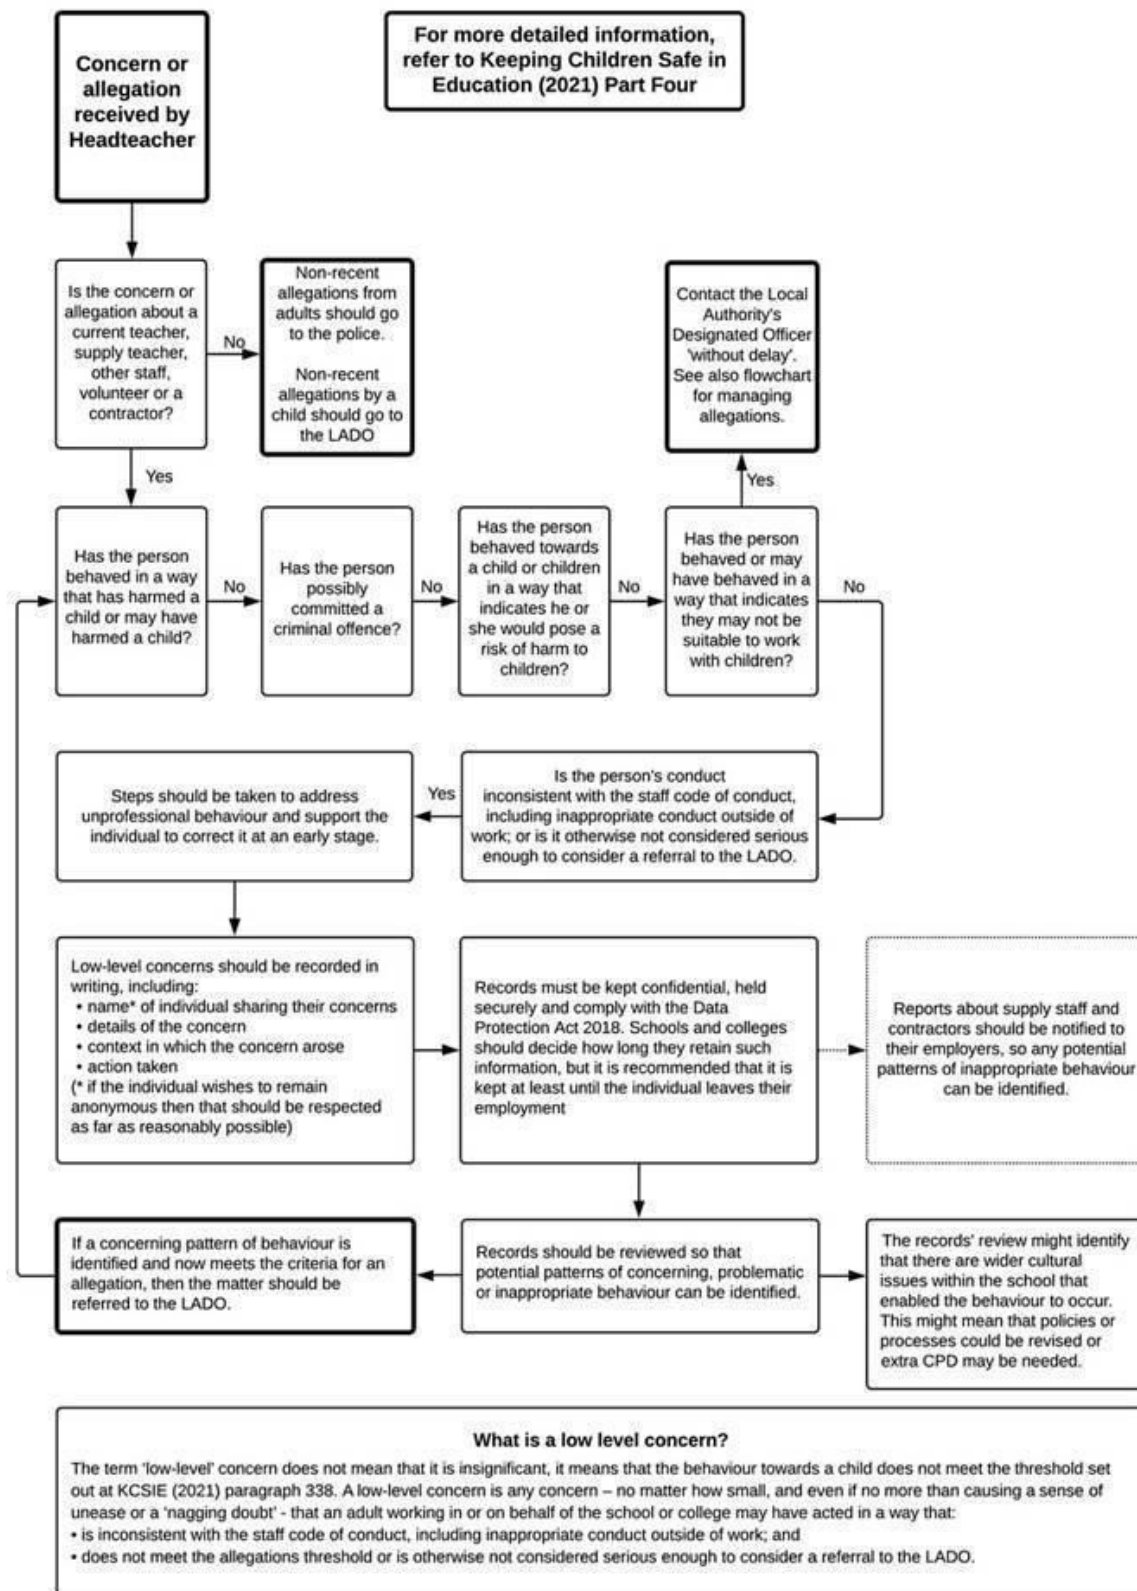 Concern or
allegation
received by
Headteacher
For more detailed information,
refer to Keeping Children Safe in
Education (2021) Part Four
Is the concern or
allegation about a
current teacher,
supply teacher,
other staff,
volunteer or a
contractor?
No
Non-recent
allegations from
adults should go
to the police.
Non-recent
allegations by a
child should go to
the LADO
Contact the Local
Authority's
Designated Officer
'without delay'.
See also flowchart
for managing
allegations.
Yes
Yes
Has the person
behaved in a way
that has harmed a
child or may have
harmed a child?
No
Has the person
possibly
committed a
criminal offence?
No
Has the person
behaved towards
a child or children
in a way that
indicates he or
she would pose a
risk of harm to
children?
No
Has the person
behaved or may
have behaved in a
way that indicates
they may not be
suitable to work
with children?
No
Steps should be taken to address
unprofessional behaviour and support the
individual to correct it at an early stage.
Yes
Is the person's conduct
inconsistent with the staff code of conduct,
including inappropriate conduct outside of
work; or is it otherwise not considered serious
enough to consider a referral to the LADO.
Low-level concerns should be recorded in
writing, including:
• name* of individual sharing their concerns
• details of the concern
• context in which the concern arose
• action taken
(* if the individual wishes to remain
anonymous then that should be respected
as far as reasonably possible)
Records must be kept confidential, held
securely and comply with the Data
Protection Act 2018. Schools and colleges
should decide how long they retain such
information, but it is recommended that it is
kept at least until the individual leaves their
employment
Reports about supply staff and
contractors should be notified to
their employers, so any potential
patterns of inappropriate behaviour
can be identified.
If a concerning pattern of behaviour is
identified and now meets the criteria for an
allegation, then the matter should be
referred to the LADO.
Records should be reviewed so that
potential patterns of concerning, problematic
or inappropriate behaviour can be identified.
The records' review might identify
that there are wider cultural
issues within the school that
enabled the behaviour to occur.
This might mean that policies or
processes could be revised or
extra CPD may be needed.
What is a low level concern?
The term 'low-level' concern does not mean that it is insignificant, it means that the behaviour towards a child does not meet the threshold set
out at KCSIE (2021) paragraph 338. A low-level concern is any concern – no matter how small, and even if no more than causing a sense of
unease or a 'nagging doubt' - that an adult working in or on behalf of the school or college may have acted in a way that:
• is inconsistent with the staff code of conduct, including inappropriate conduct outside of work; and
• does not meet the allegations threshold or is otherwise not considered serious enough to consider a referral to the LADO.